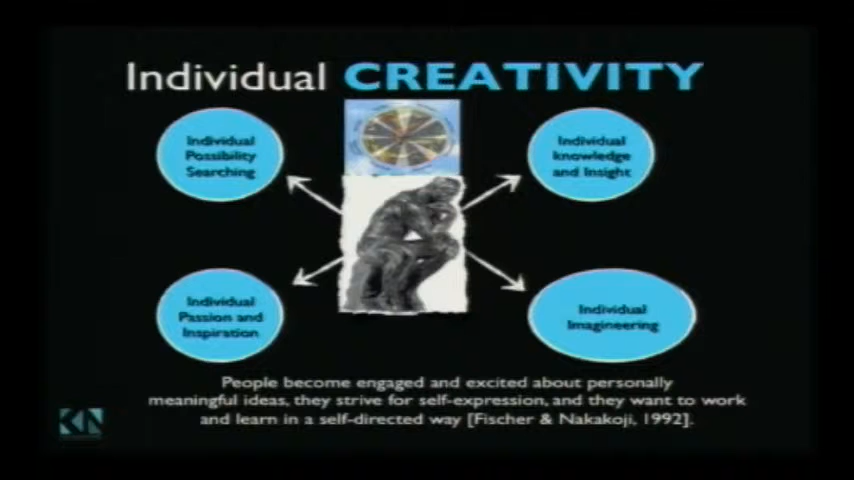 Individual CREATIVITY
Individual
Possibility
Searching
Individual
knowledge
and Insight
Individual
Passion and
Inspiration
Individual
Imagineering
People become engaged and excited about personally
meaningful ideas, they strive for self-expression, and they want to work
and learn in a self-directed way [Fischer & Nakakoji, 1992].
KN